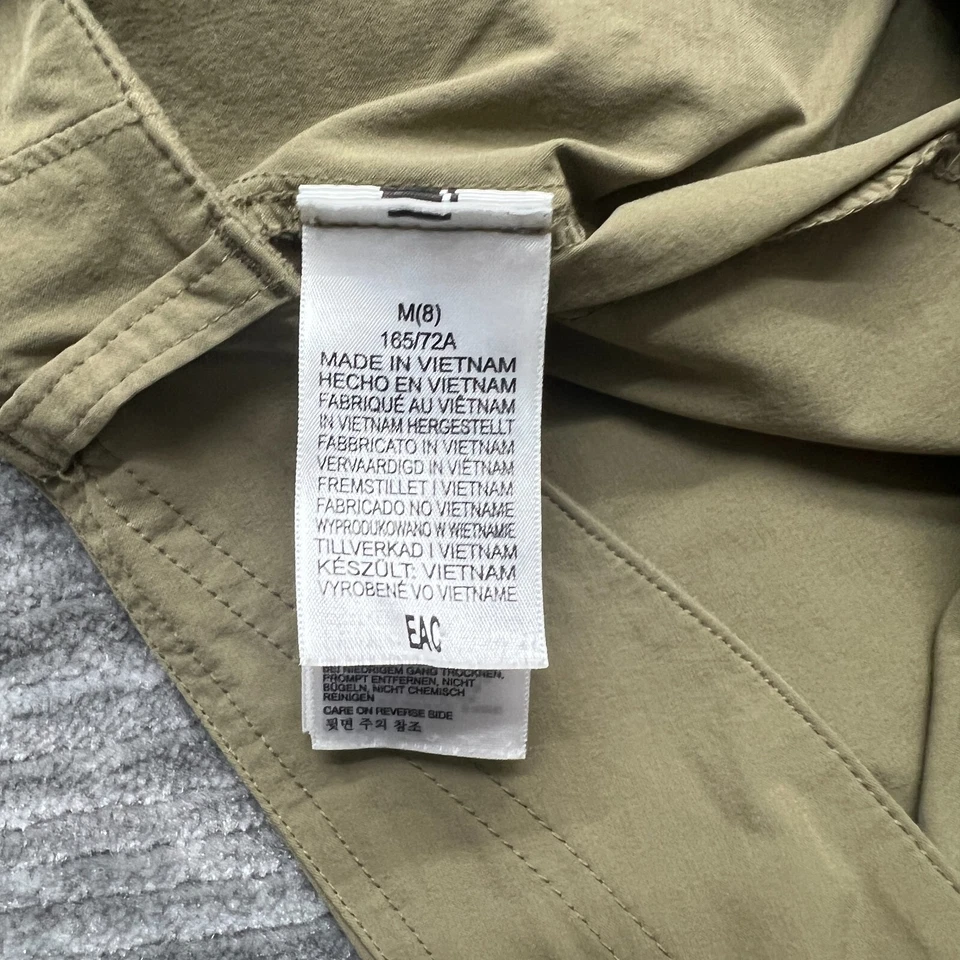 M(8)
165/72A
MADE IN VIETNAM
HECHO EN VIETNAM
FABRIQUÉ AU VIÊTNAM
IN VIETNAM HERGESTELLT
FABBRICATO IN VIETNAM
VERVAARDIGD IN VIETNAM
FREMSTILLET I VIETNAM
FABRICADO NO VIETNAME
WYPRODUKOWANO W WIETNAMIE
TILLVERKAD I VIETNAM
KÉSZÜLT: VIETNAM
VYROBENÉ VO VIETNAME
EAC
BEI NIEDRIGEM GANG TROCKNEN,
PROMPT ENTFERNEN, NICHT
BÜGELN, NICHT CHEMISCH
REINIGEN
CARE ON REVERSE SIDE
뒷면 주의 참조